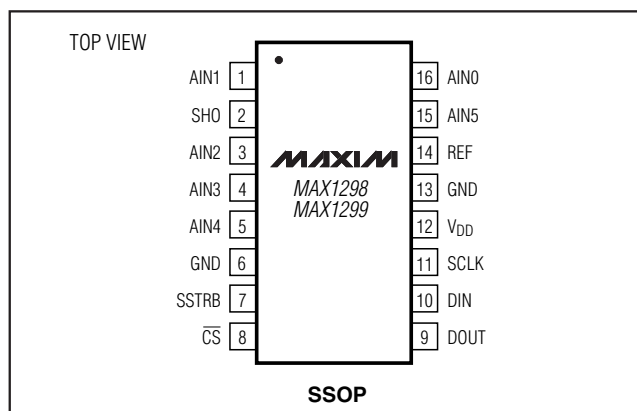 TOP VIEW
AIN1 1
SHO 2
AIN2 3
AIN3 4
AIN4 5
GND 6
SSTRB 7
C̅S̅ 8
MAXIM
MAX1298
MAX1299
16 AIN0
15 AIN5
14 REF
13 GND
12 VDD
11 SCLK
10 DIN
9 DOUT
SSOP